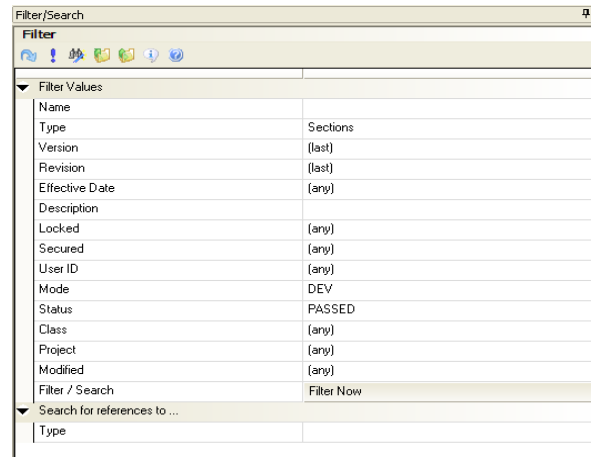 Filter/Search
Filter
Filter Values
Name
Type Sections
Version (last)
Revision (last)
Effective Date (any)
Description
Locked (any)
Secured (any)
User ID (any)
Mode DEV
Status PASSED
Class (any)
Project (any)
Modified (any)
Filter / Search Filter Now
Search for references to ...
Type